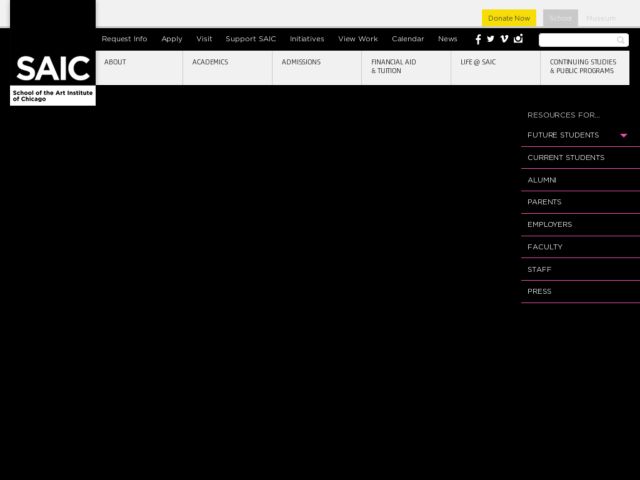 Donate Now School Museum
Request Info Apply Visit Support SAIC Initiatives View Work Calendar News
SAIC
School of the Art Institute
of Chicago
ABOUT
ACADEMICS
ADMISSIONS
FINANCIAL AID
& TUITION
LIFE @ SAIC
CONTINUING STUDIES
& PUBLIC PROGRAMS
RESOURCES FOR...
FUTURE STUDENTS
CURRENT STUDENTS
ALUMNI
PARENTS
EMPLOYERS
FACULTY
STAFF
PRESS